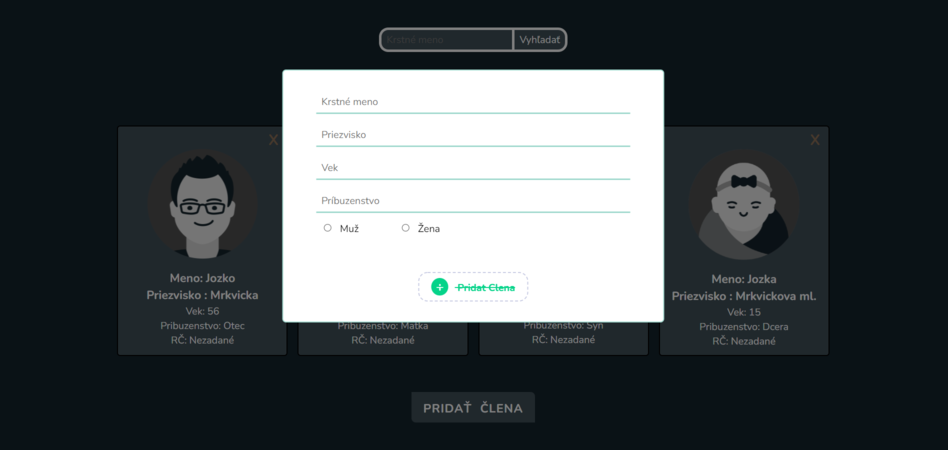 Krstné meno
Vyhľadať
Krstné meno
Priezvisko
Vek
Príbuzenstvo
Muž
Žena
Pridat Clena
X
Meno: Jozko
Priezvisko : Mrkvicka
Vek: 56
Pribuzenstvo: Otec
RČ: Nezadané
Pribuzenstvo: Matka
RČ: Nezadané
Pribuzenstvo: Syn
RČ: Nezadané
X
Meno: Jozka
Priezvisko : Mrkvickova ml.
Vek: 15
Pribuzenstvo: Dcera
RČ: Nezadané
PRIDAŤ ČLENA